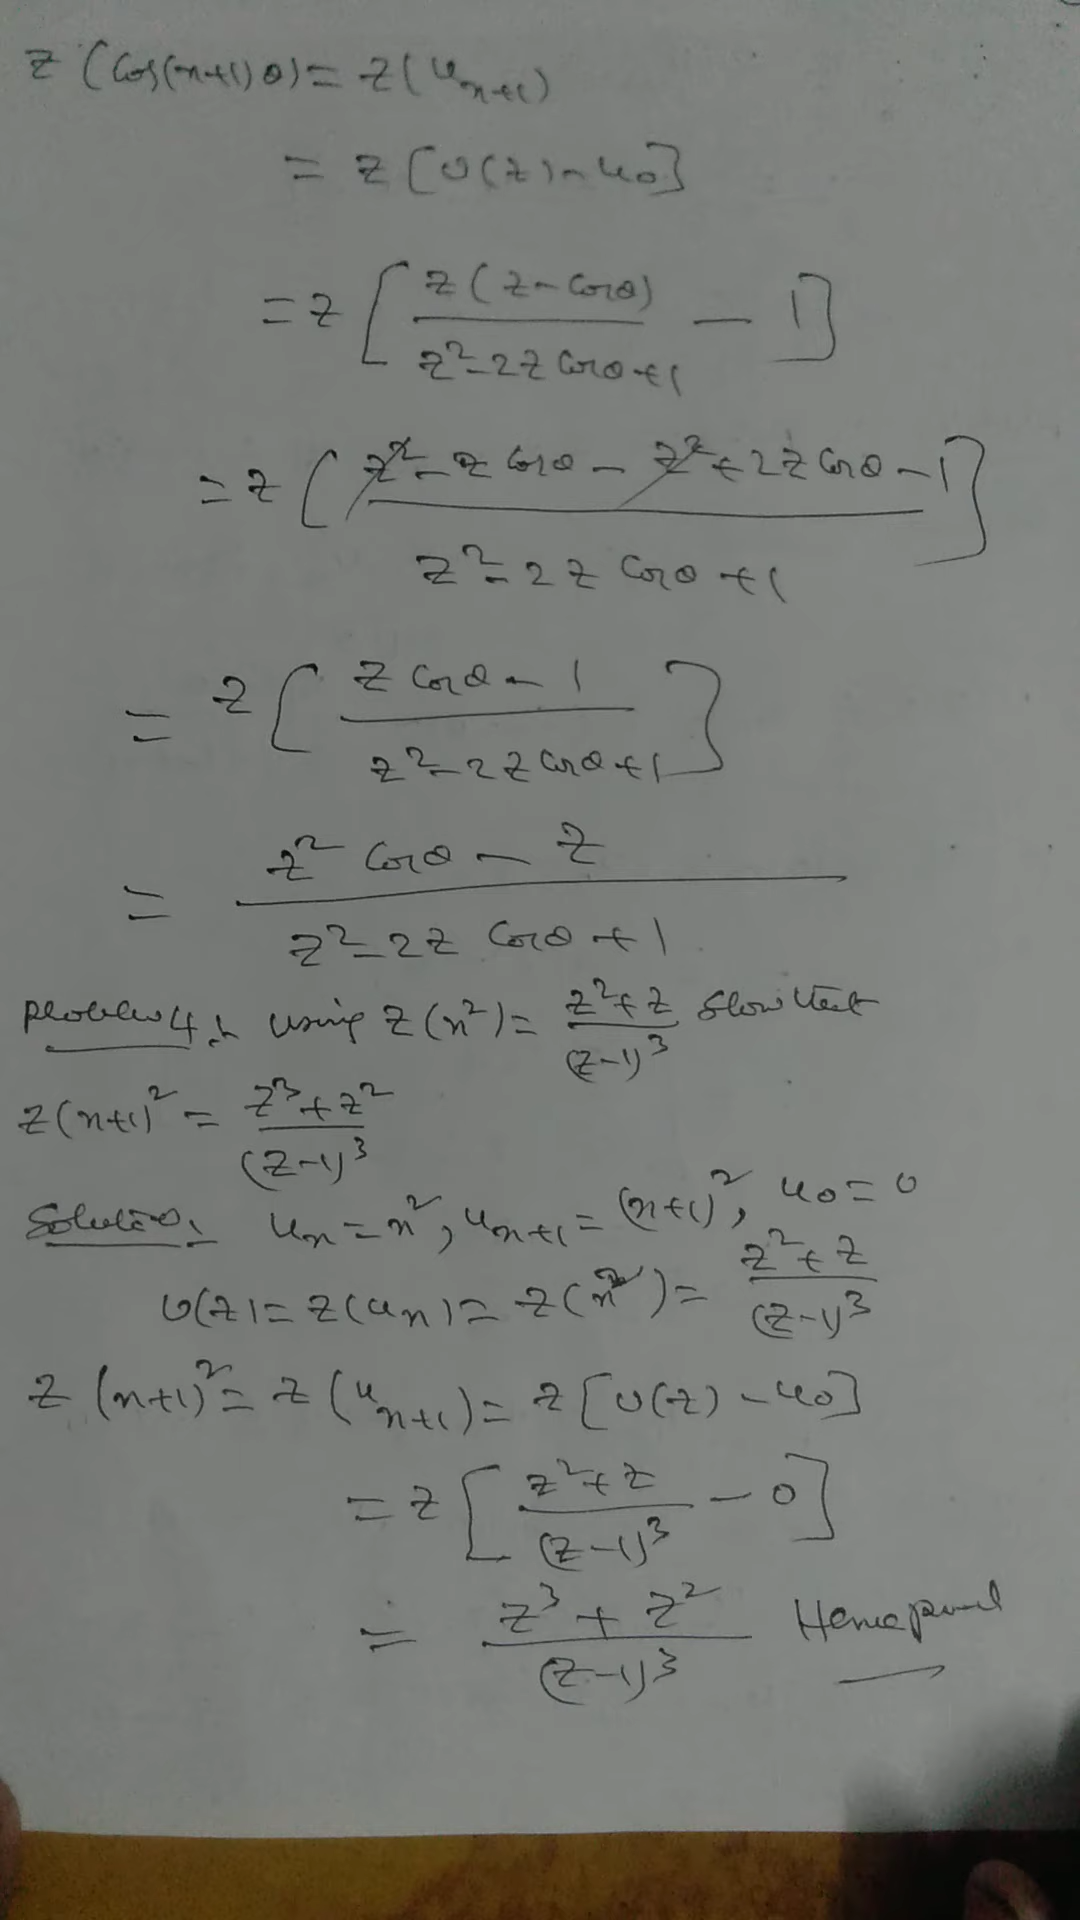 z (cos(n+1)θ) = z(u_{n+1})
= z [U(z) - u0]
= z [ z(z - cosθ) / z² - 2z cosθ + 1 - 1 ]
= z [ z² - z cosθ - z² + 2z cosθ - 1 / z² - 2z cosθ + 1 ]
= z [ z cosθ - 1 / z² - 2z cosθ + 1 ]
= z² cosθ - z / z² - 2z cosθ + 1
problem 4:- using z(n²) = z² + z / (z-1)³ show that
z(n+1)² = z³ + z² / (z-1)³
Solution:- u_n = n², u_{n+1} = (n+1)², u0 = 0
U(z) = z(u_n) = z(n²) = z² + z / (z-1)³
z (n+1)² = z (u_{n+1}) = z [U(z) - u0]
= z [ z² + z / (z-1)³ - 0 ]
= z³ + z² / (z-1)³ Hence proved